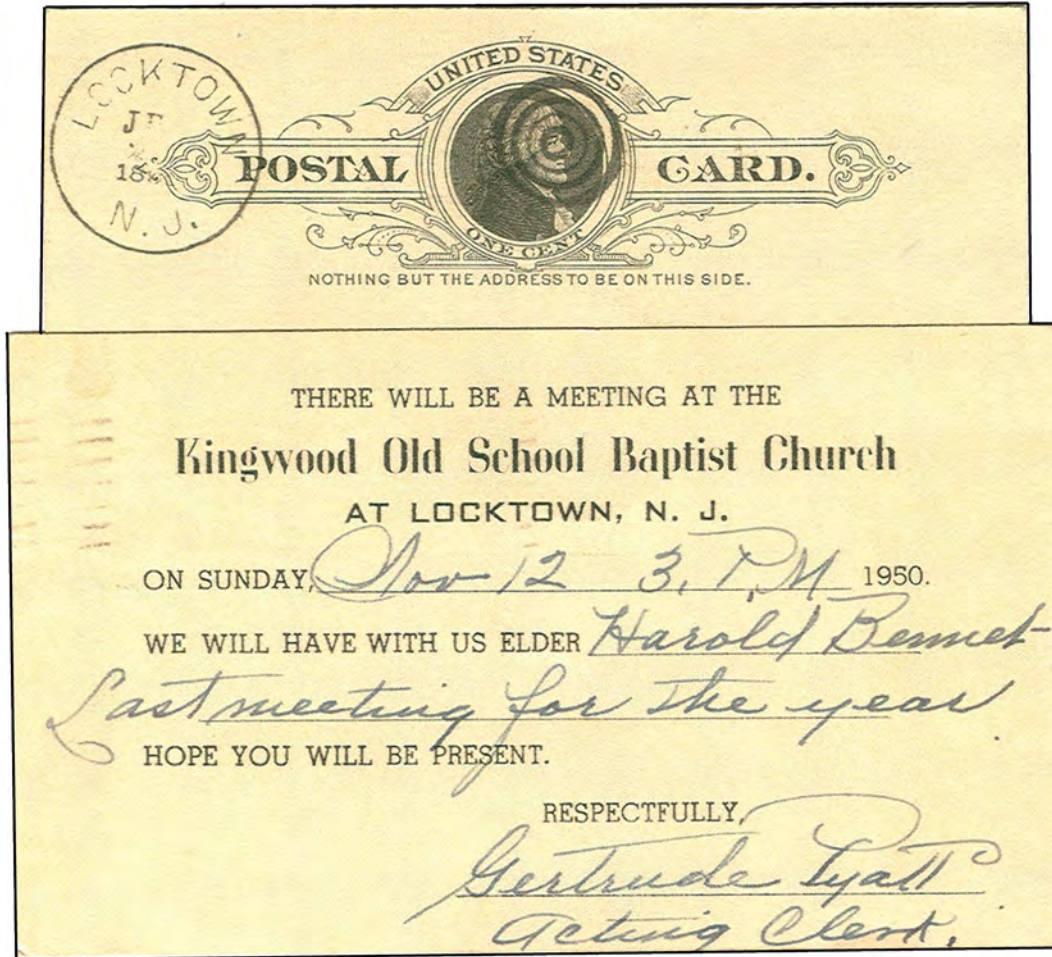 LOCKTOWN
N. J.
UNITED STATES
POSTAL CARD.
ONE CENT
NOTHING BUT THE ADDRESS TO BE ON THIS SIDE.
THERE WILL BE A MEETING AT THE
Kingwood Old School Baptist Church
AT LOCKTOWN, N. J.
ON SUNDAY, Nov 12 3, P.M 1950.
WE WILL HAVE WITH US ELDER Harold Bennet
Last meeting for the year
HOPE YOU WILL BE PRESENT.
RESPECTFULLY,
Gertrude Pyatt
Acting Clerk.